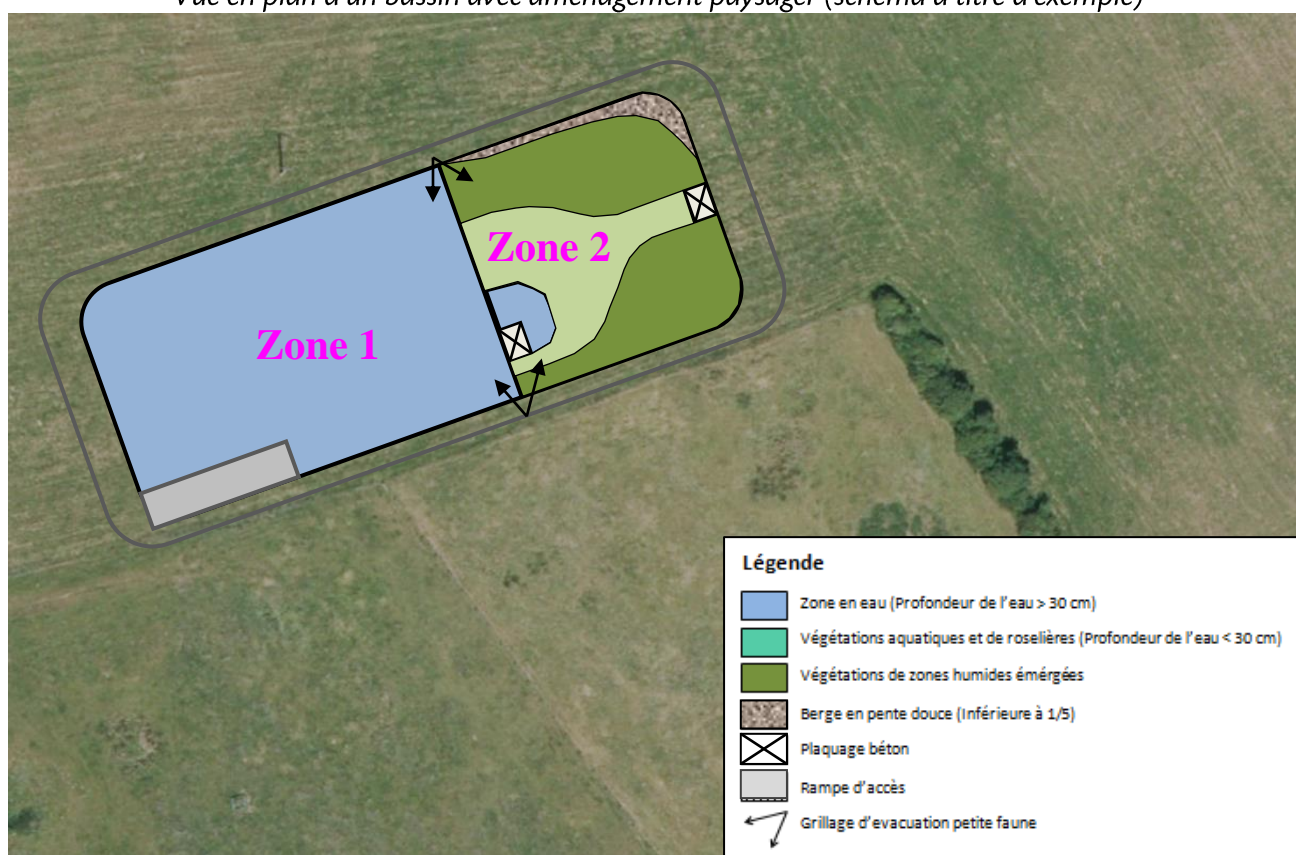 Vue en plan d'un bassin avec aménagement paysager (schéma à titre d'exemple)
Zone 2
Zone 1
Légende
Zone en eau (Profondeur de l'eau > 30 cm)
Végétations aquatiques et de roselières (Profondeur de l'eau < 30 cm)
Végétations de zones humides émérgées
Berge en pente douce (Inférieure à 1/5)
Plaquage béton
Rampe d'accès
Grillage d'evacuation petite faune